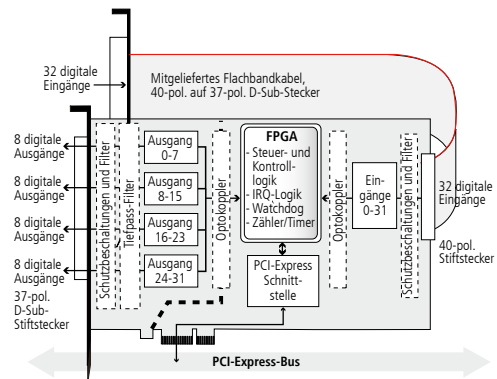 32 digitale
Eingänge
Mitgeliefertes Flachbandkabel,
40-pol. auf 37-pol. D-Sub-Stecker
8 digitale
Ausgänge
8 digitale
Ausgänge
8 digitale
Ausgänge
8 digitale
Ausgänge
37-pol.
D-Sub-
Stiftstecker
Schutzbeschaltungen und Filter
Tiefpass-Filter
Ausgang
0-7
Ausgang
8-15
Ausgang
16-23
Ausgang
24-31
Optokoppler
FPGA
- Steuer- und
Kontroll-
logik
- IRQ-Logik
- Watchdog
- Zähler/Timer
PCI-Express
Schnitt-
stelle
Optokoppler
Ein-
gänge
0-31
Schutzbeschaltungen und Filter
32 digitale
Eingänge
40-pol.
Stiftstecker
PCI-Express-Bus